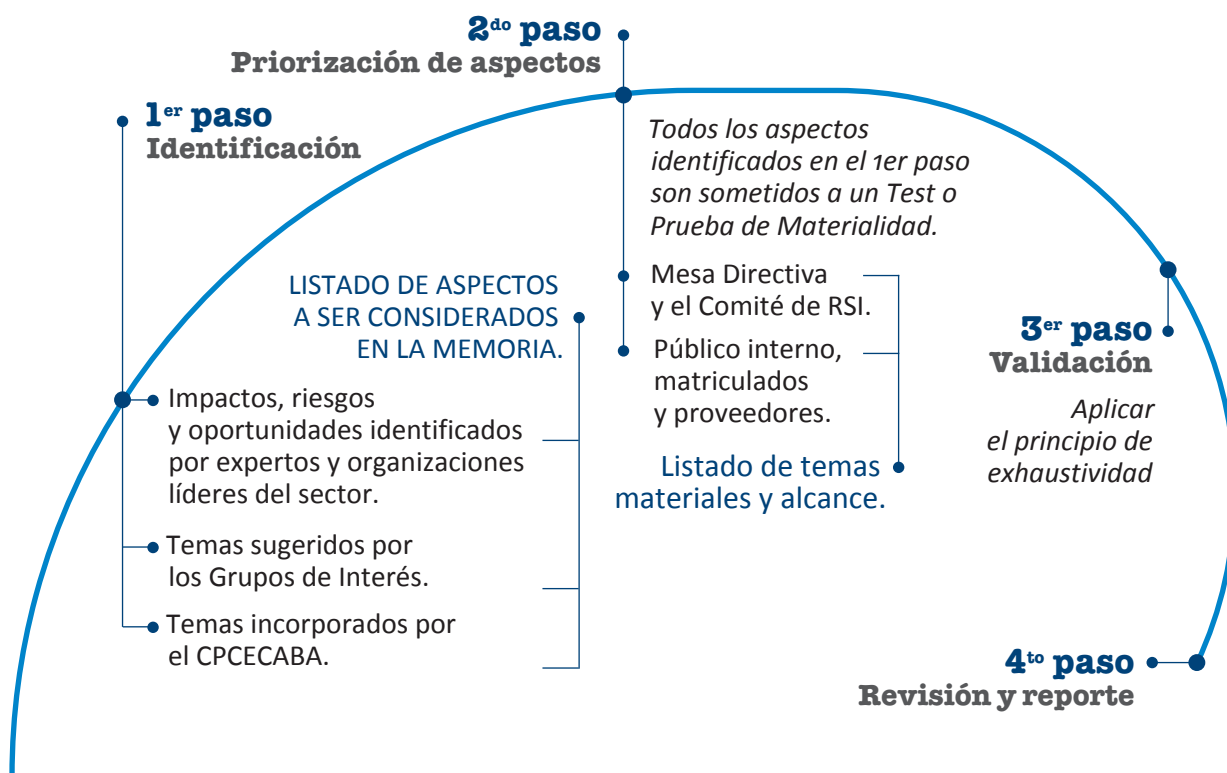 1er paso
Identificación
LISTADO DE ASPECTOS
A SER CONSIDERADOS
EN LA MEMORIA.
Impactos, riesgos
y oportunidades identificados
por expertos y organizaciones
líderes del sector.
Temas sugeridos por
los Grupos de Interés.
Temas incorporados por
el CPCECABA.
2do paso
Priorización de aspectos
Todos los aspectos
identificados en el 1er paso
son sometidos a un Test o
Prueba de Materialidad.
Mesa Directiva
y el Comité de RSI.
Público interno,
matriculados
y proveedores.
Listado de temas
materiales y alcance.
3er paso
Validación
Aplicar
el principio de
exhaustividad
4to paso
Revisión y reporte